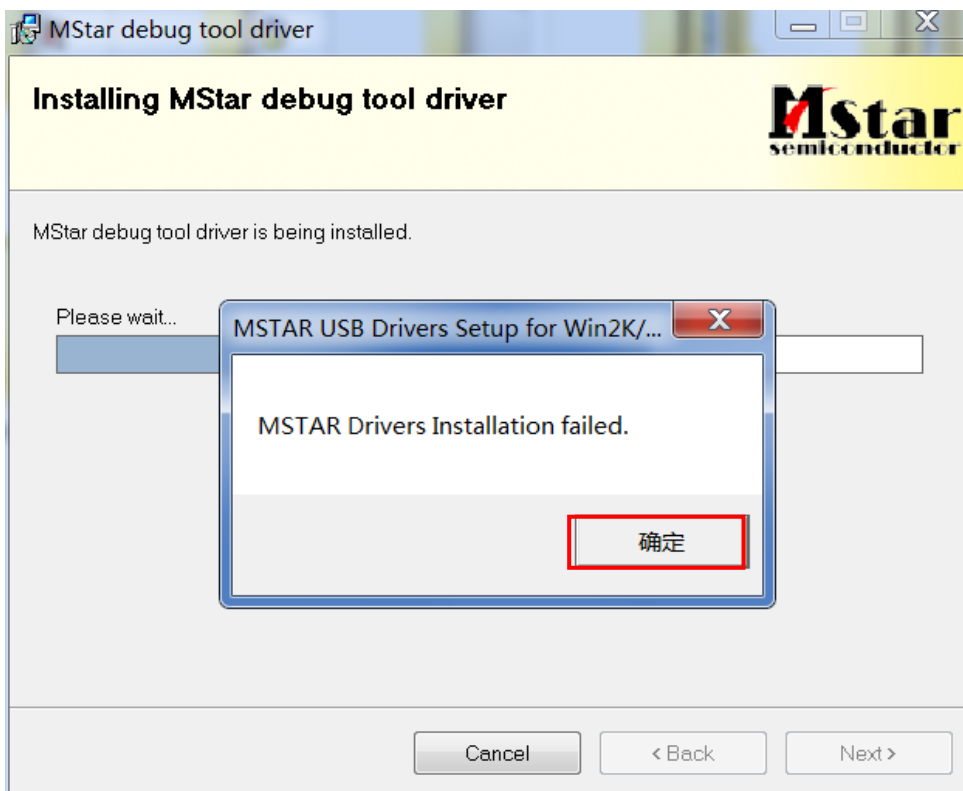 MStar debug tool driver
Installing MStar debug tool driver
MStar
semiconductor
MStar debug tool driver is being installed.
Please wait...
MSTAR USB Drivers Setup for Win2K/...
MSTAR Drivers Installation failed.
确定
Cancel
< Back
Next >